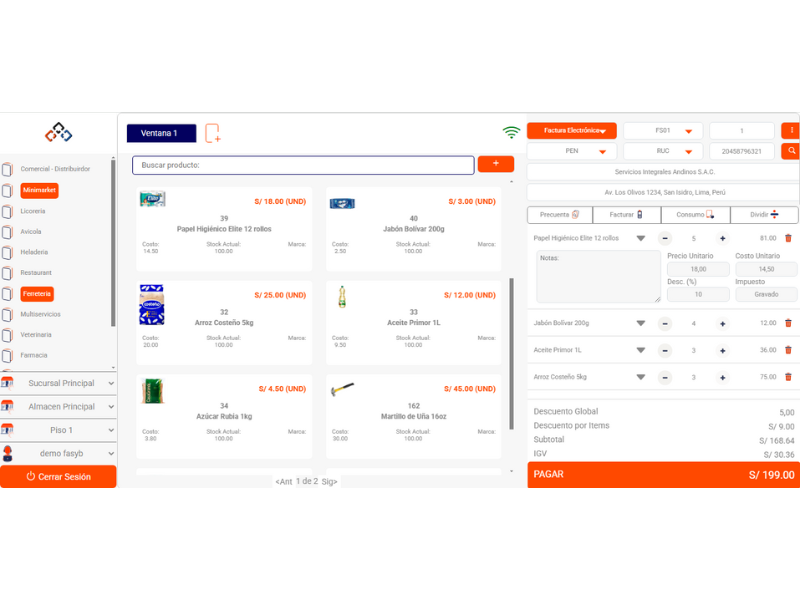 Comercial - Distribuirdor
Minimarket
Licoreria
Avicola
Heladeria
Restaurant
Ferreteria
Multiservicios
Veterinaria
Farmacia
Sucursal Principal
Almacen Principal
Piso 1
demo fasyb
Cerrar Sesión
Ventana 1
Buscar producto:
+
S/ 18.00 (UND)
39
Papel Higiénico Elite 12 rollos
Costo: Stock Actual: Marca:
14.50 100.00
S/ 3.00 (UND)
40
Jabón Bolívar 200g
Costo: Stock Actual: Marca:
2.50 100.00
S/ 25.00 (UND)
32
Arroz Costeño 5kg
Costo: Stock Actual: Marca:
20.00 100.00
S/ 12.00 (UND)
33
Aceite Primor 1L
Costo: Stock Actual: Marca:
9.50 100.00
S/ 4.50 (UND)
34
Azúcar Rubia 1kg
Costo: Stock Actual: Marca:
3.80 100.00
S/ 45.00 (UND)
162
Martillo de Uña 16oz
Costo: Stock Actual: Marca:
30.00 100.00
<Ant 1 de 2 Sig>
Factura Electrónico FS01 1
PEN RUC 20458796321
Servicios Integrales Andinos S.A.C.
Av. Los Olivos 1234, San Isidro, Lima, Perú
Precuenta Facturar Consumo Dividir
Papel Higiénico Elite 12 rollos - 5 + 81.00
Notas:
Precio Unitario Costo Unitario
18,00 14,50
Desc. (%) Impuesto
10 Gravado
Jabón Bolívar 200g - 4 + 12.00
Aceite Primor 1L - 3 + 36.00
Arroz Costeño 5kg - 3 + 75.00
Descuento Global 5,00
Descuento por Items S/ 9.00
Subtotal S/ 168.64
IGV S/ 30.36
PAGAR S/ 199.00